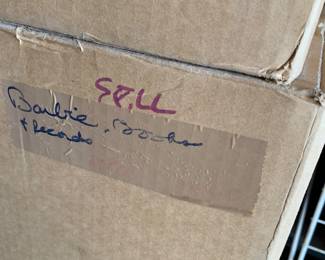 SELL
Barbie, Books
+ Records